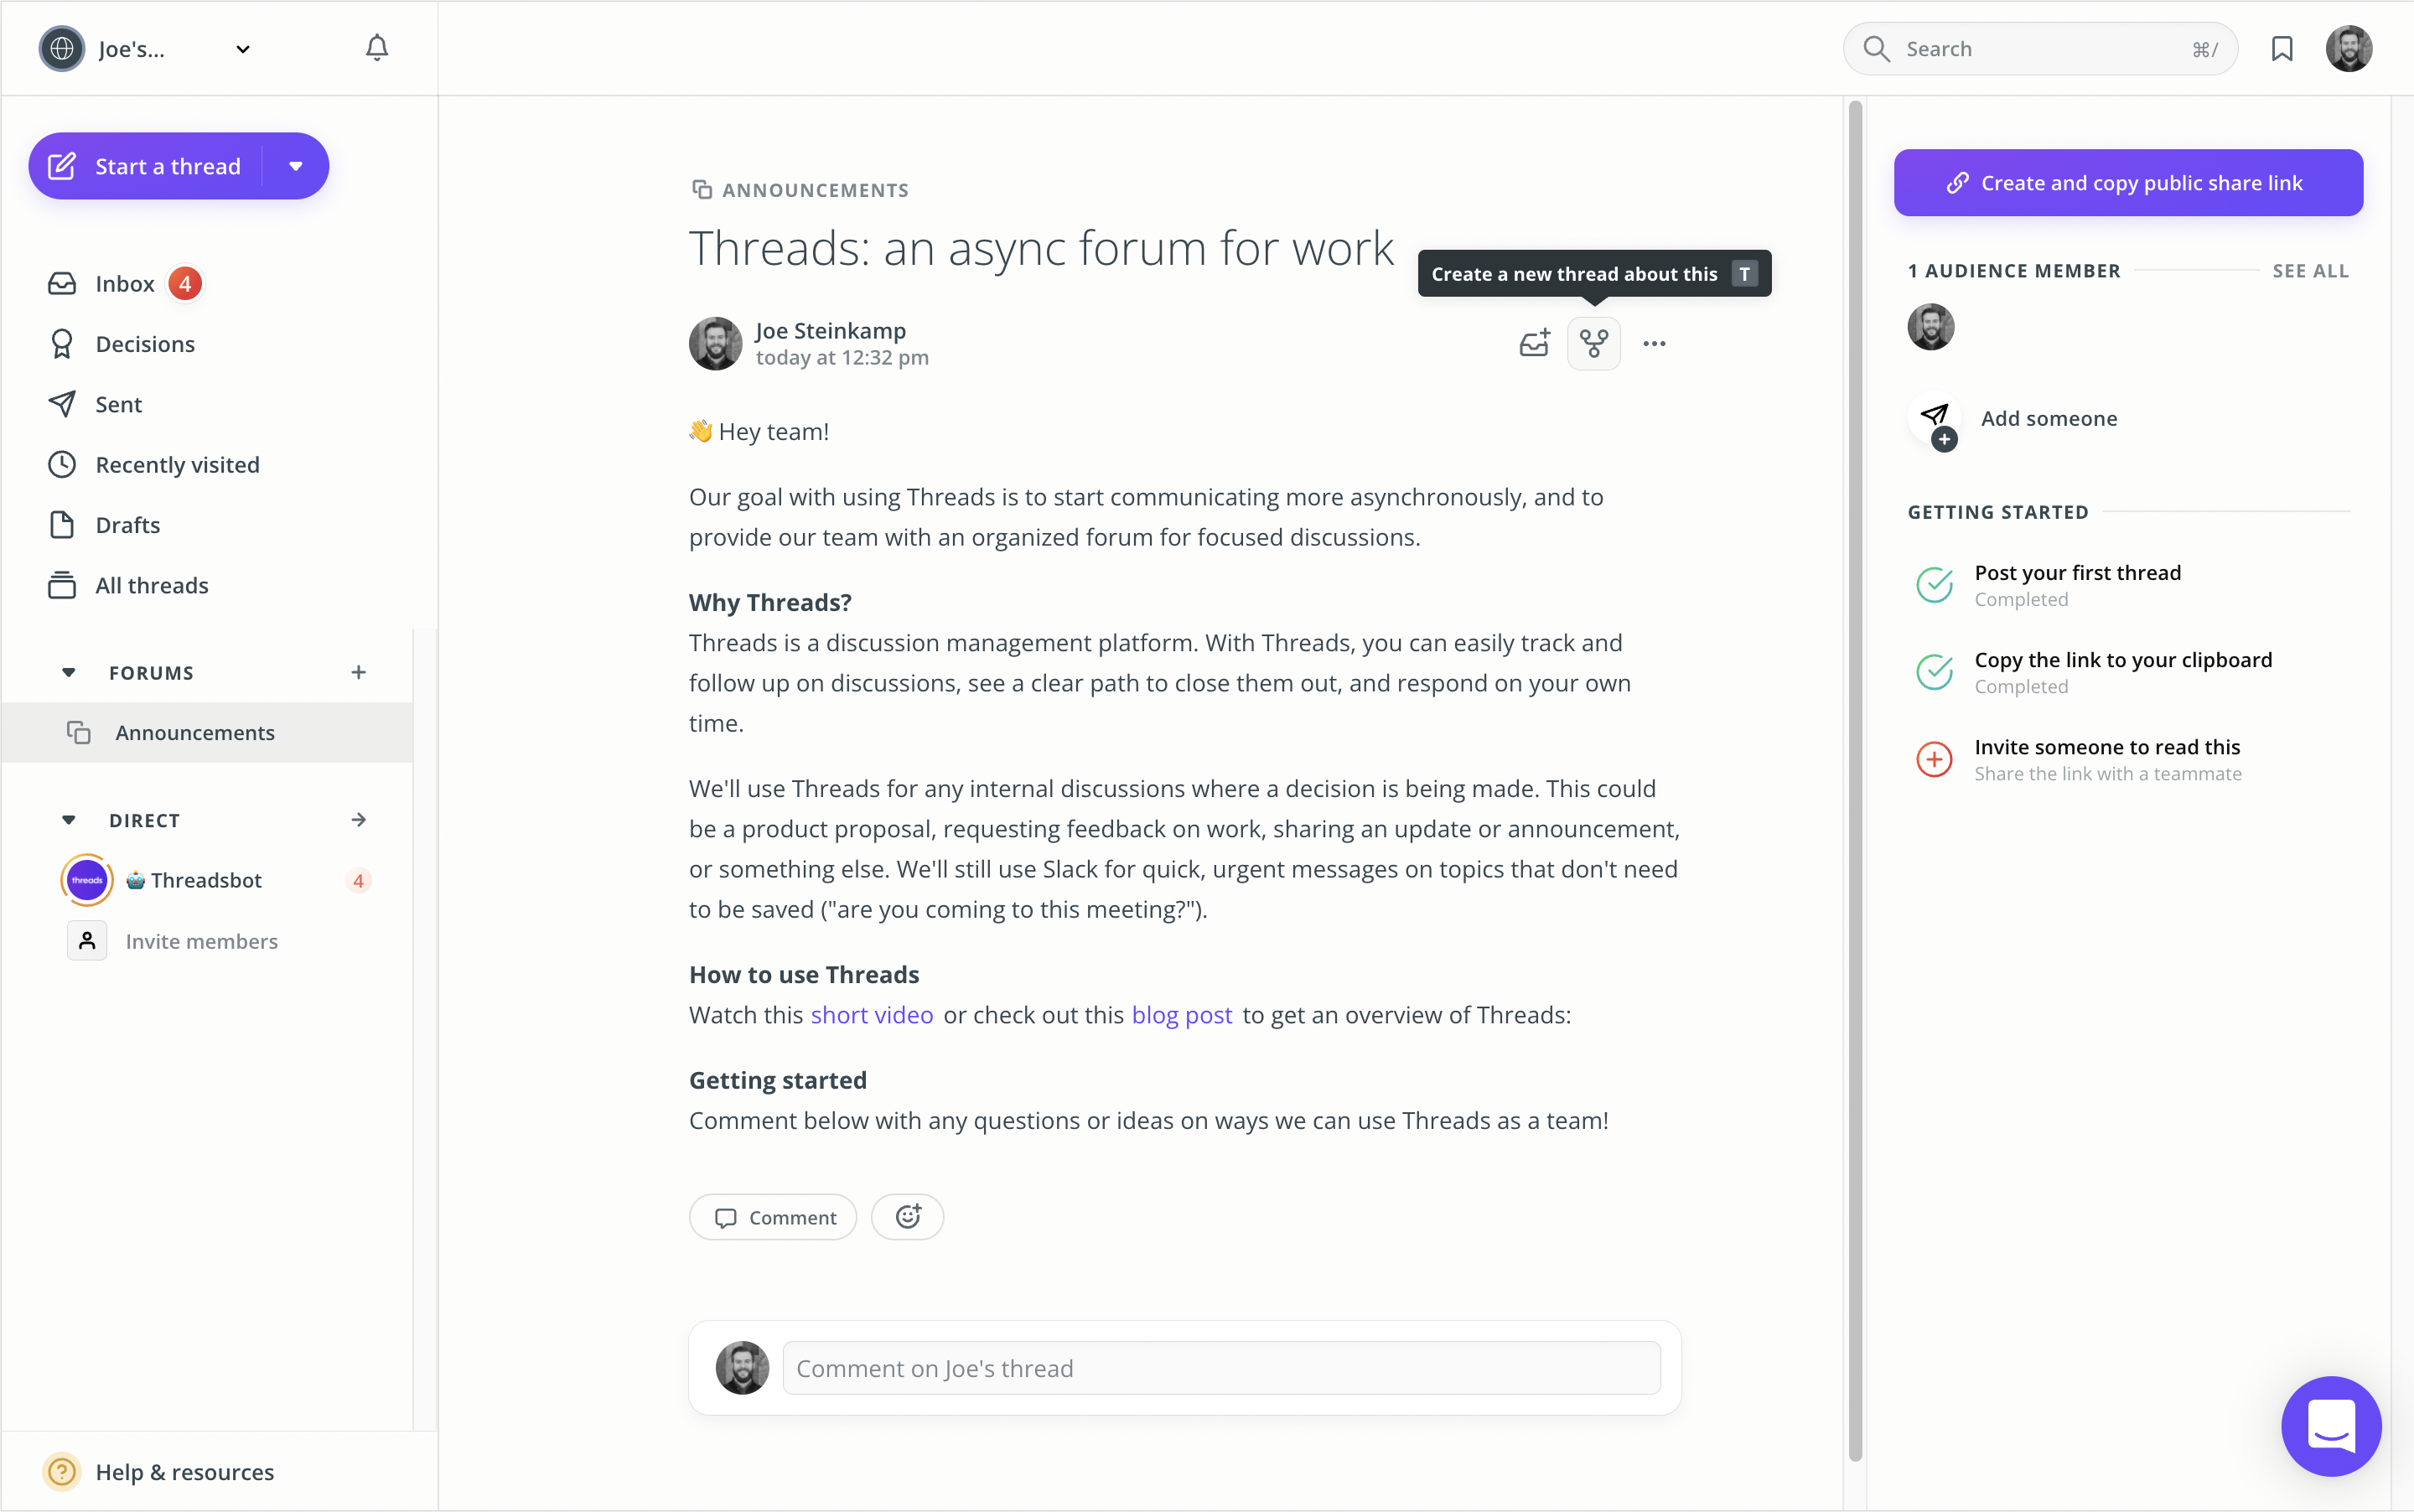 Joe's...
Search ⌘/
Start a thread
Inbox 4
Decisions
Sent
Recently visited
Drafts
All threads
FORUMS
Announcements
DIRECT
threads
Threadsbot 4
Invite members
Help & resources
ANNOUNCEMENTS
Threads: an async forum for work
Create a new thread about this T
Joe Steinkamp
today at 12:32 pm
👋 Hey team!
Our goal with using Threads is to start communicating more asynchronously, and to
provide our team with an organized forum for focused discussions.
Why Threads?
Threads is a discussion management platform. With Threads, you can easily track and
follow up on discussions, see a clear path to close them out, and respond on your own
time.
We'll use Threads for any internal discussions where a decision is being made. This could
be a product proposal, requesting feedback on work, sharing an update or announcement,
or something else. We'll still use Slack for quick, urgent messages on topics that don't need
to be saved ("are you coming to this meeting?").
How to use Threads
Watch this short video or check out this blog post to get an overview of Threads:
Getting started
Comment below with any questions or ideas on ways we can use Threads as a team!
Comment
Comment on Joe's thread
Create and copy public share link
1 AUDIENCE MEMBER SEE ALL
Add someone
GETTING STARTED
Post your first thread
Completed
Copy the link to your clipboard
Completed
Invite someone to read this
Share the link with a teammate